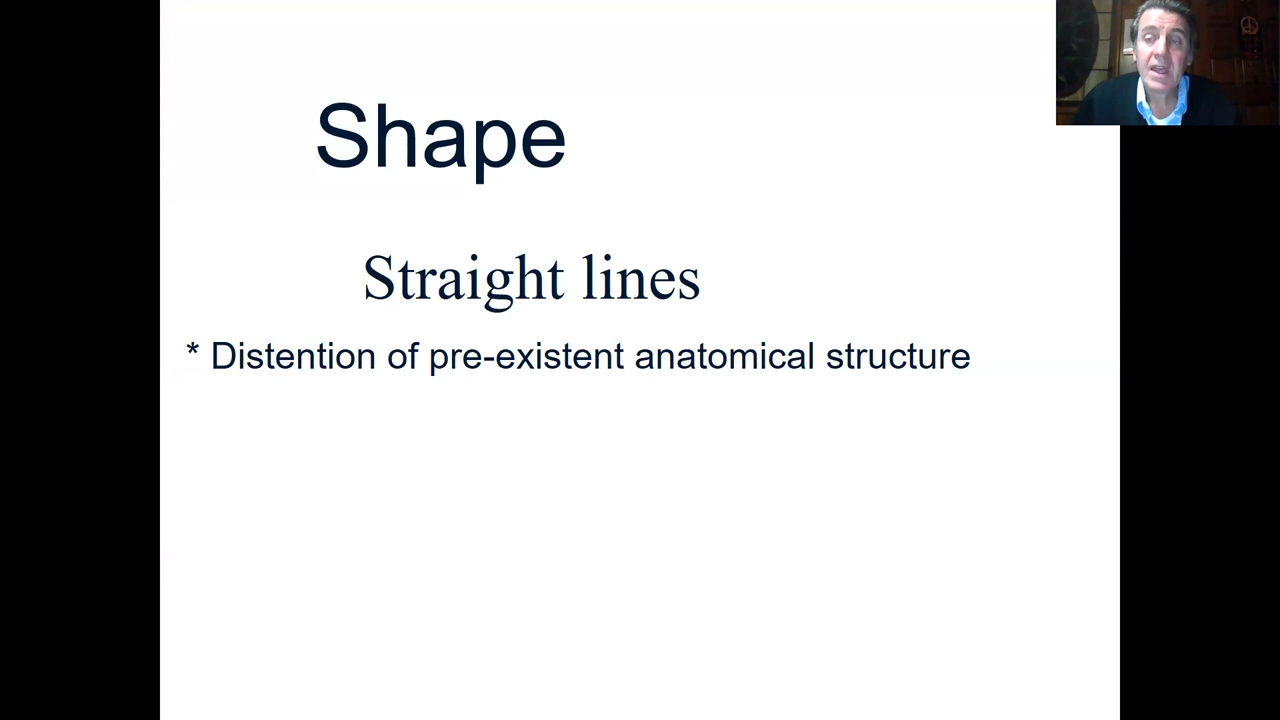 Shape
Straight lines
* Distention of pre-existent anatomical structure